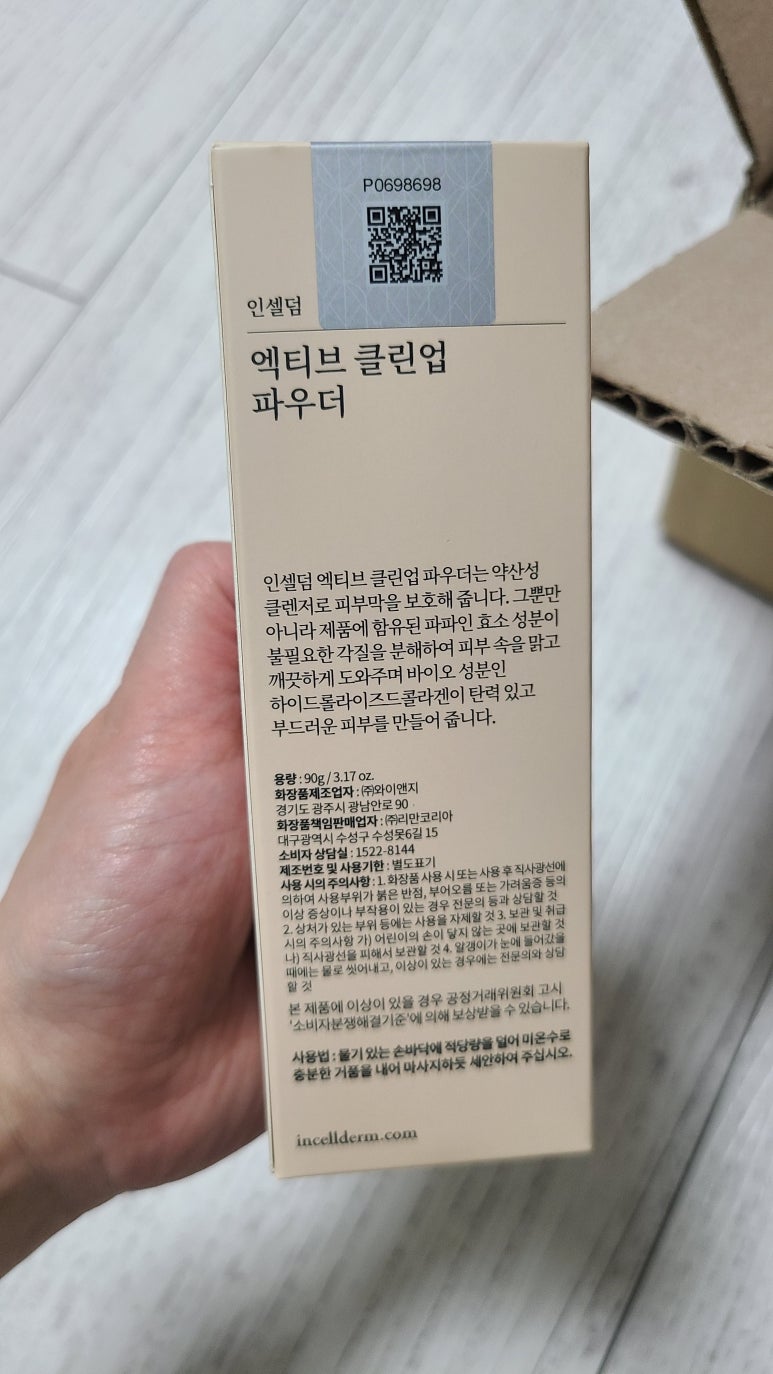 P0698698
인셀덤
엑티브 클린업
파우더
인셀덤 엑티브 클린업 파우더는 약산성
클렌저로 피부막을 보호해 줍니다. 그뿐만
아니라 제품에 함유된 파파인 효소 성분이
불필요한 각질을 분해하여 피부 속을 맑고
깨끗하게 도와주며 바이오 성분인
하이드롤라이즈드콜라겐이 탄력 있고
부드러운 피부를 만들어 줍니다.
용량 : 90g / 3.17 oz.
화장품제조업자 : ㈜와이앤지
경기도 광주시 광남안로 90
화장품책임판매업자 : ㈜리만코리아
대구광역시 수성구 수성못6길 15
소비자 상담실 : 1522-8144
제조번호 및 사용기한 : 별도표기
사용 시의 주의사항 : 1. 화장품 사용 시 또는 사용 후 직사광선에
의하여 사용부위가 붉은 반점, 부어오름 또는 가려움증 등의
이상 증상이나 부작용이 있는 경우 전문의 등과 상담할 것
2. 상처가 있는 부위 등에는 사용을 자제할 것 3. 보관 및 취급
시의 주의사항 가) 어린이의 손이 닿지 않는 곳에 보관할 것
나) 직사광선을 피해서 보관할 것 4. 알갱이가 눈에 들어갔을
때에는 물로 씻어내고, 이상이 있는 경우에는 전문의와 상담
할 것
본 제품에 이상이 있을 경우 공정거래위원회 고시
'소비자분쟁해결기준'에 의해 보상받을 수 있습니다.
사용법 : 물기 있는 손바닥에 적당량을 덜어 미온수로
충분한 거품을 내어 마사지하듯 세안하여 주십시오.
incellderm.com